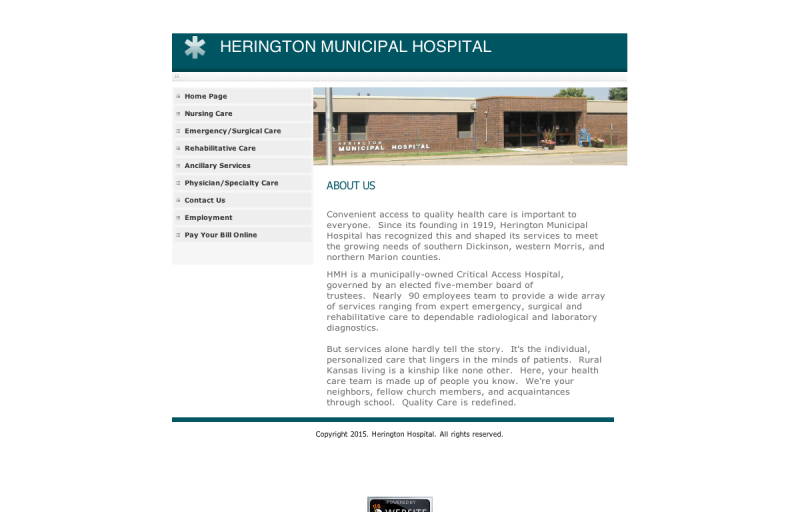 HERINGTON MUNICIPAL HOSPITAL
Home Page
Nursing Care
Emergency/Surgical Care
Rehabilitative Care
Ancillary Services
Physician/Specialty Care
Contact Us
Employment
Pay Your Bill Online
HERINGTON
MUNICIPAL HOSPITAL
ABOUT US
Convenient access to quality health care is important to
everyone.  Since its founding in 1919, Herington Municipal
Hospital has recognized this and shaped its services to meet
the growing needs of southern Dickinson, western Morris, and
northern Marion counties.
HMH is a municipally-owned Critical Access Hospital,
governed by an elected five-member board of
trustees.  Nearly  90 employees team to provide a wide array
of services ranging from expert emergency, surgical and
rehabilitative care to dependable radiological and laboratory
diagnostics.
But services alone hardly tell the story.  It's the individual,
personalized care that lingers in the minds of patients.  Rural
Kansas living is a kinship like none other.  Here, your health
care team is made up of people you know.  We're your
neighbors, fellow church members, and acquaintances
through school.  Quality Care is redefined.
Copyright 2015. Herington Hospital. All rights reserved.
POWERED BY
WEBSITE